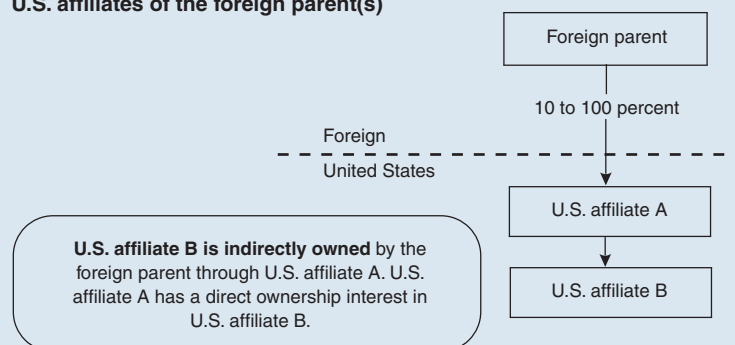 U.S. affiliates of the foreign parent(s)
Foreign parent
10 to 100 percent
Foreign
United States
U.S. affiliate A
U.S. affiliate B is indirectly owned by the
foreign parent through U.S. affiliate A. U.S.
affiliate A has a direct ownership interest in
U.S. affiliate B.
U.S. affiliate B